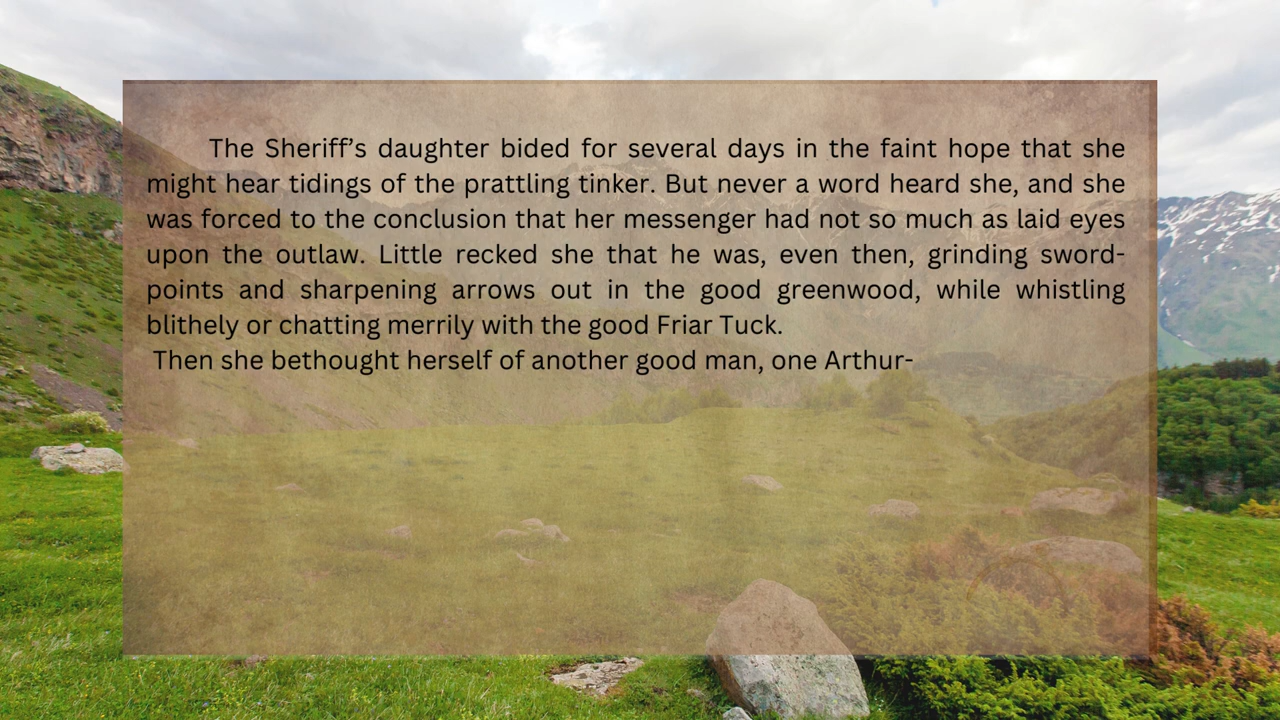 The Sheriff’s daughter bided for several days in the faint hope that she
might hear tidings of the prattling tinker. But never a word heard she, and she
was forced to the conclusion that her messenger had not so much as laid eyes
upon the outlaw. Little recked she that he was, even then, grinding sword-
points and sharpening arrows out in the good greenwood, while whistling
blithely or chatting merrily with the good Friar Tuck.
Then she bethought herself of another good man, one Arthur-